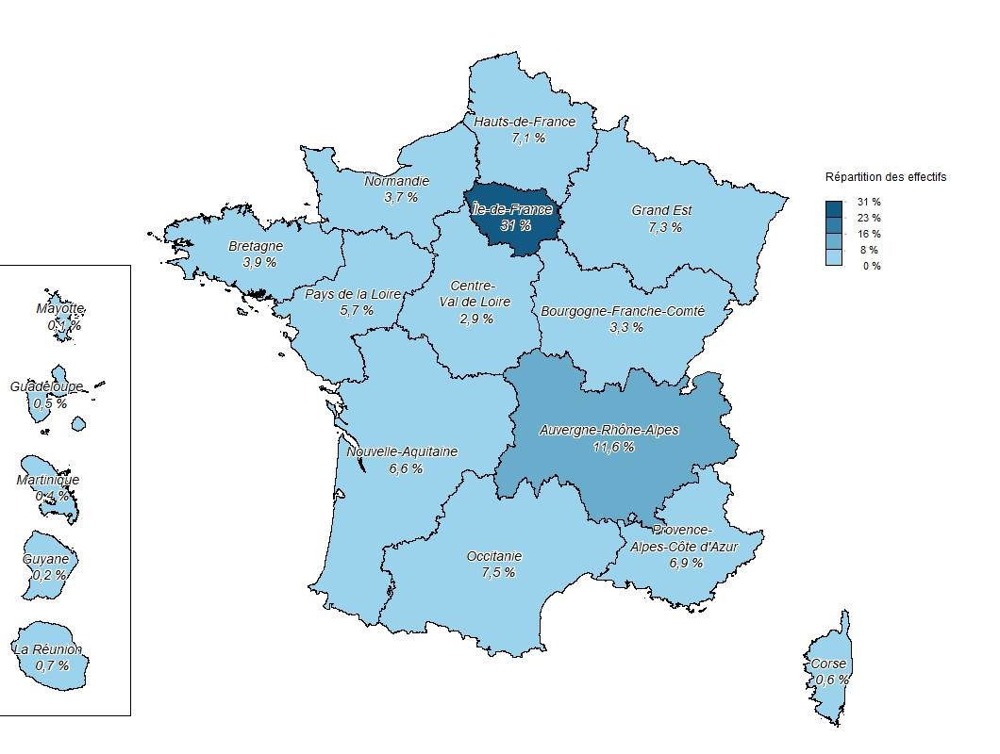 Hauts-de-France
7,1 %
Normandie
3,7 %
Île-de-France
31 %
Grand Est
7,3 %
Bretagne
3,9 %
Pays de la Loire
5,7 %
Centre-
Val de Loire
2,9 %
Bourgogne-Franche-Comté
3,3 %
Nouvelle-Aquitaine
6,6 %
Auvergne-Rhône-Alpes
11,6 %
Occitanie
7,5 %
Provence-
Alpes-Côte d'Azur
6,9 %
Corse
0,6 %
Mayotte
0,1 %
Guadeloupe
0,5 %
Martinique
0,4 %
Guyane
0,2 %
La Réunion
0,7 %
Répartition des effectifs
31 %
23 %
16 %
8 %
0 %